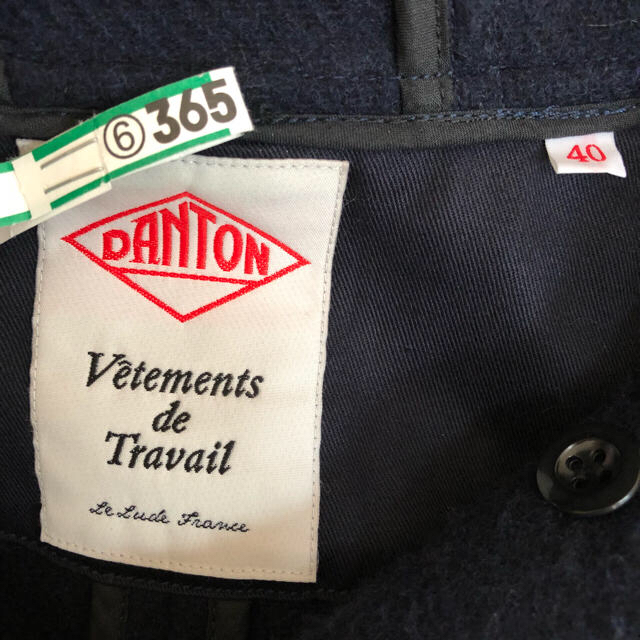 ⑥365
40
DANTON
Vêtements
de
Travail
Le Lude France